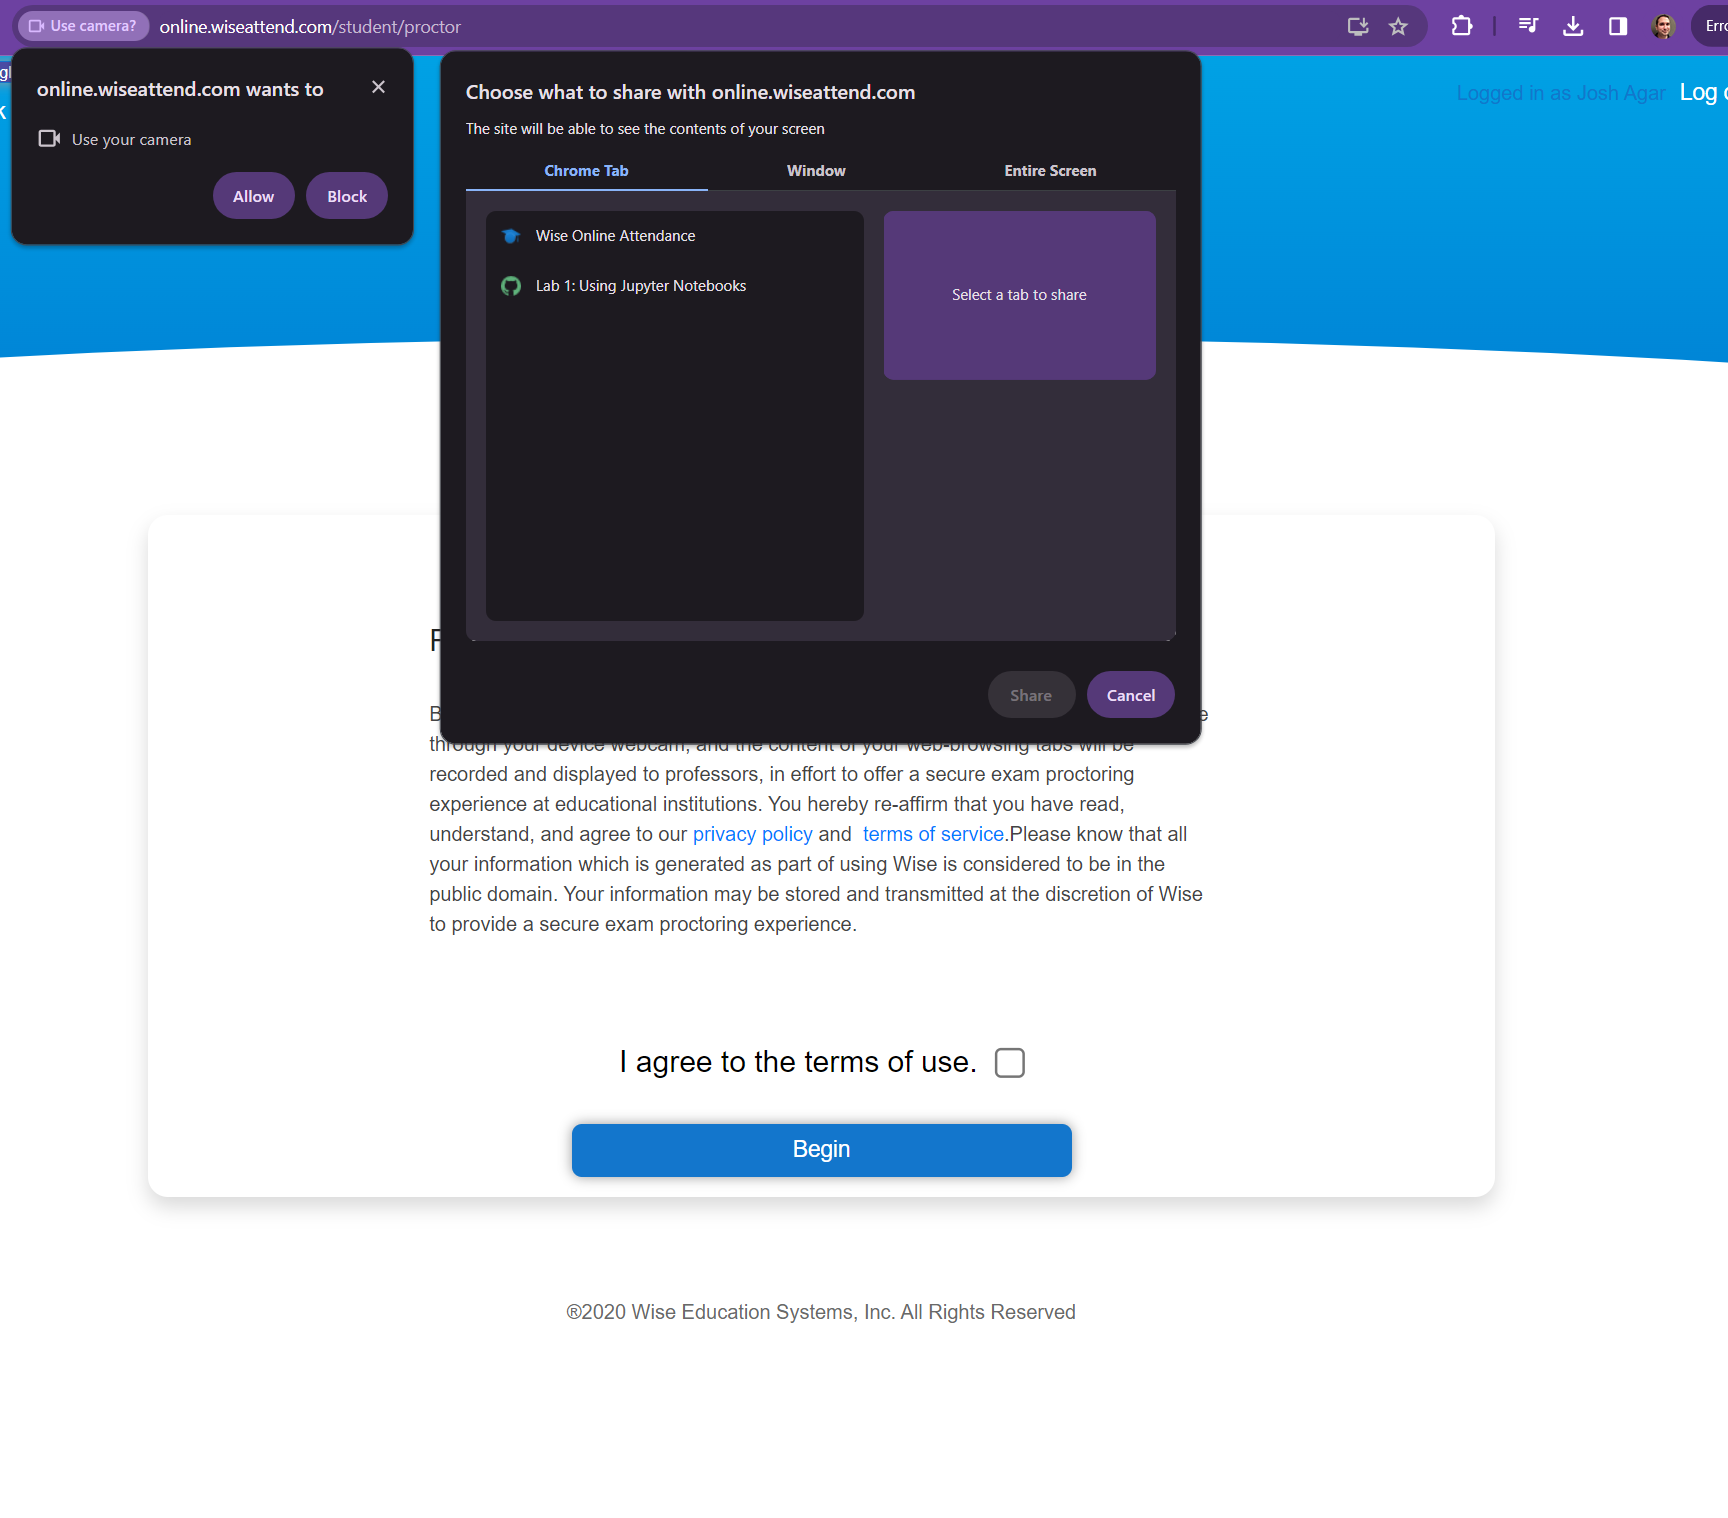 Use camera?
online.wiseattend.com/student/proctor
online.wiseattend.com wants to
Use your camera
Allow
Block
Choose what to share with online.wiseattend.com
The site will be able to see the contents of your screen
Chrome Tab
Window
Entire Screen
Wise Online Attendance
Lab 1: Using Jupyter Notebooks
Select a tab to share
Share
Cancel
Logged in as Josh Agar
Log
through your device webcam, and the content of your web-browsing tabs will be
recorded and displayed to professors, in effort to offer a secure exam proctoring
experience at educational institutions. You hereby re-affirm that you have read,
understand, and agree to our privacy policy and terms of service.Please know that all
your information which is generated as part of using Wise is considered to be in the
public domain. Your information may be stored and transmitted at the discretion of Wise
to provide a secure exam proctoring experience.
I agree to the terms of use.
Begin
®2020 Wise Education Systems, Inc. All Rights Reserved